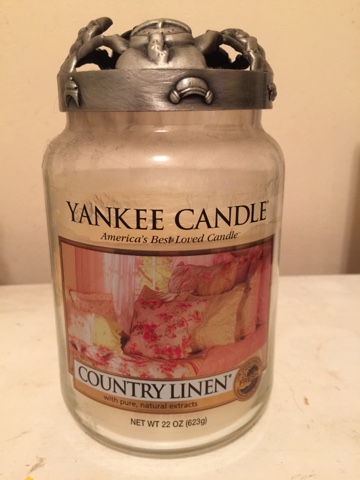 YANKEE CANDLE®
America's Best Loved Candle
COUNTRY LINEN®
with pure, natural extracts
NET WT 22 OZ (623g)